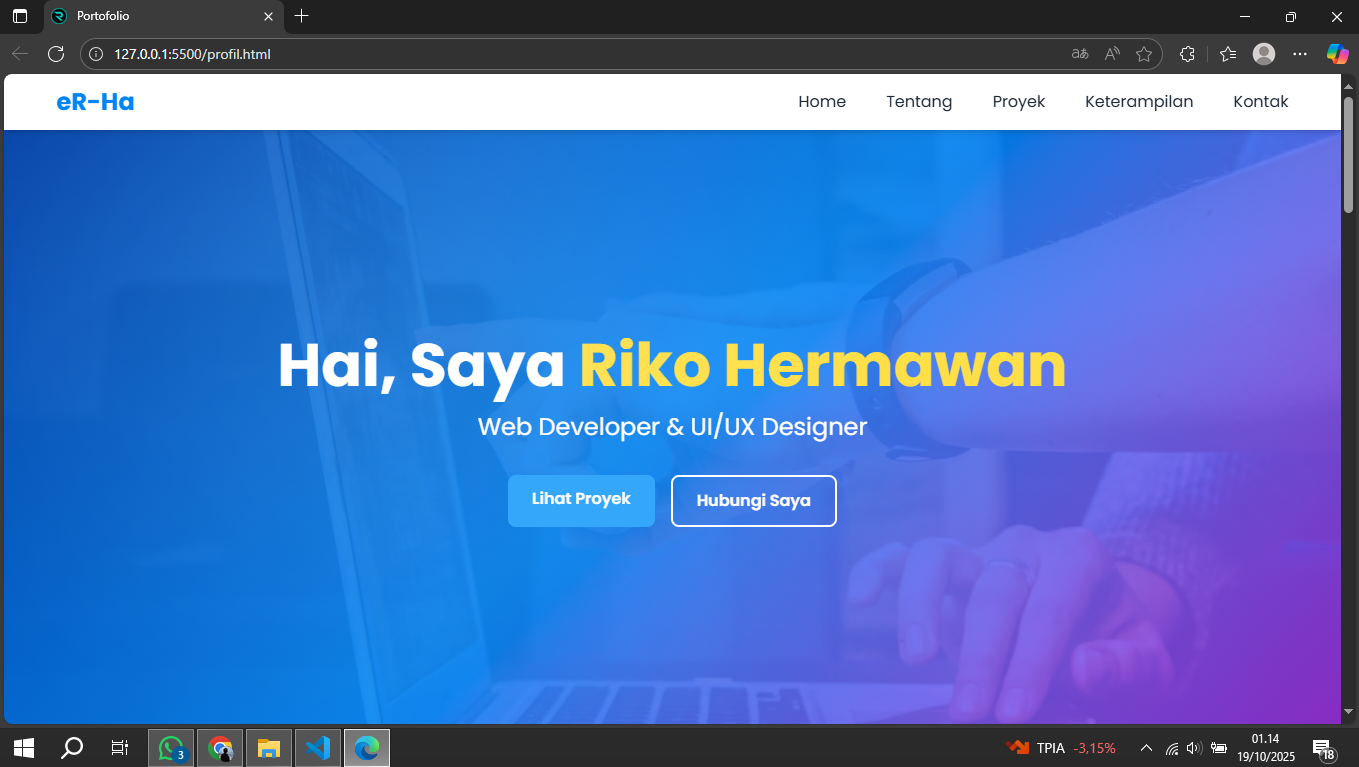 Portofolio
127.0.0.1:5500/profil.html
eR-Ha
Home Tentang Proyek Keterampilan Kontak
Hai, Saya Riko Hermawan
Web Developer & UI/UX Designer
Lihat Proyek
Hubungi Saya
3
TPIA -3,15%
01.14
19/10/2025
18